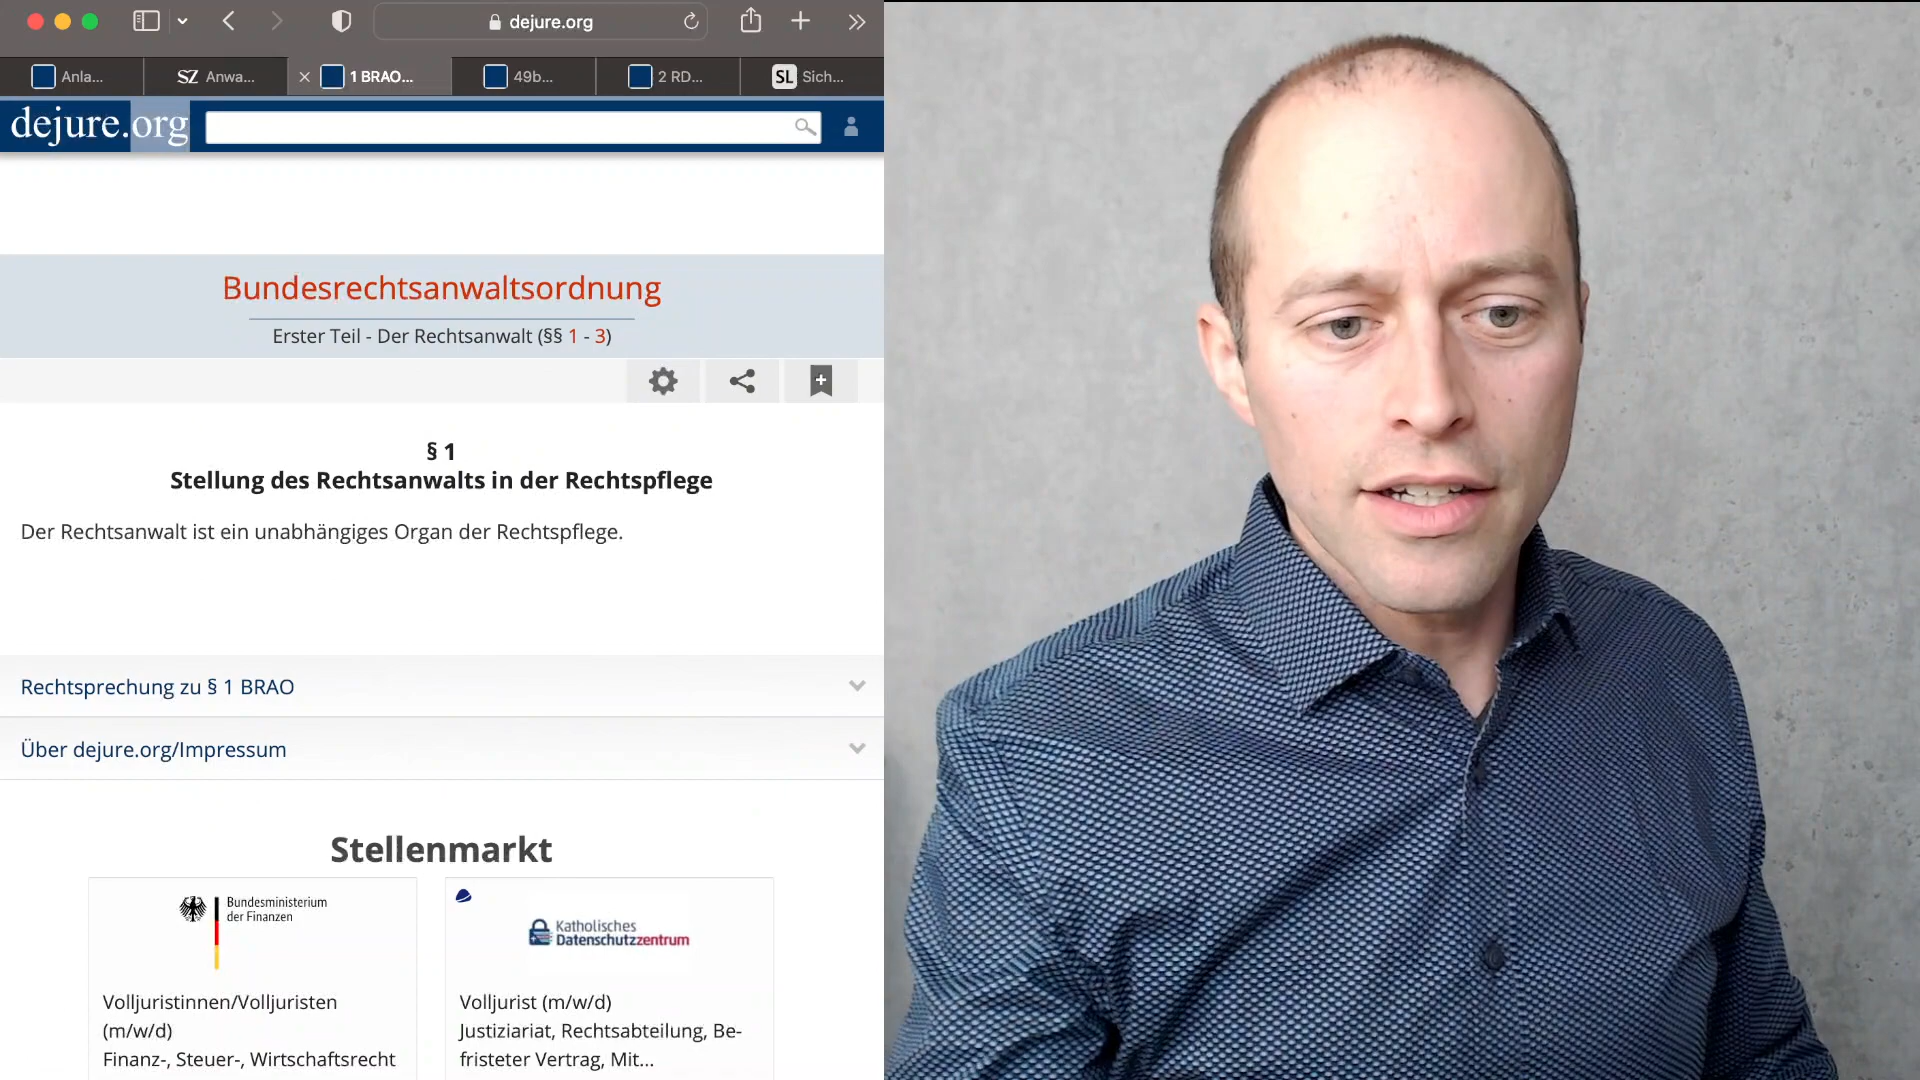 dejure.org
Anla...
SZ Anwa...
1 BRAO...
49b...
2 RD...
SL Sich...
dejure.org
Bundesrechtsanwaltsordnung
Erster Teil - Der Rechtsanwalt (§§ 1 - 3)
§ 1
Stellung des Rechtsanwalts in der Rechtspflege
Der Rechtsanwalt ist ein unabhängiges Organ der Rechtspflege.
Rechtsprechung zu § 1 BRAO
Über dejure.org/Impressum
Stellenmarkt
Bundesministerium
der Finanzen
Volljuristinnen/Volljuristen
(m/w/d)
Finanz-, Steuer-, Wirtschaftsrecht
Katholisches
Datenschutzzentrum
Volljurist (m/w/d)
Justiziariat, Rechtsabteilung, Be-
fristeter Vertrag, Mit...